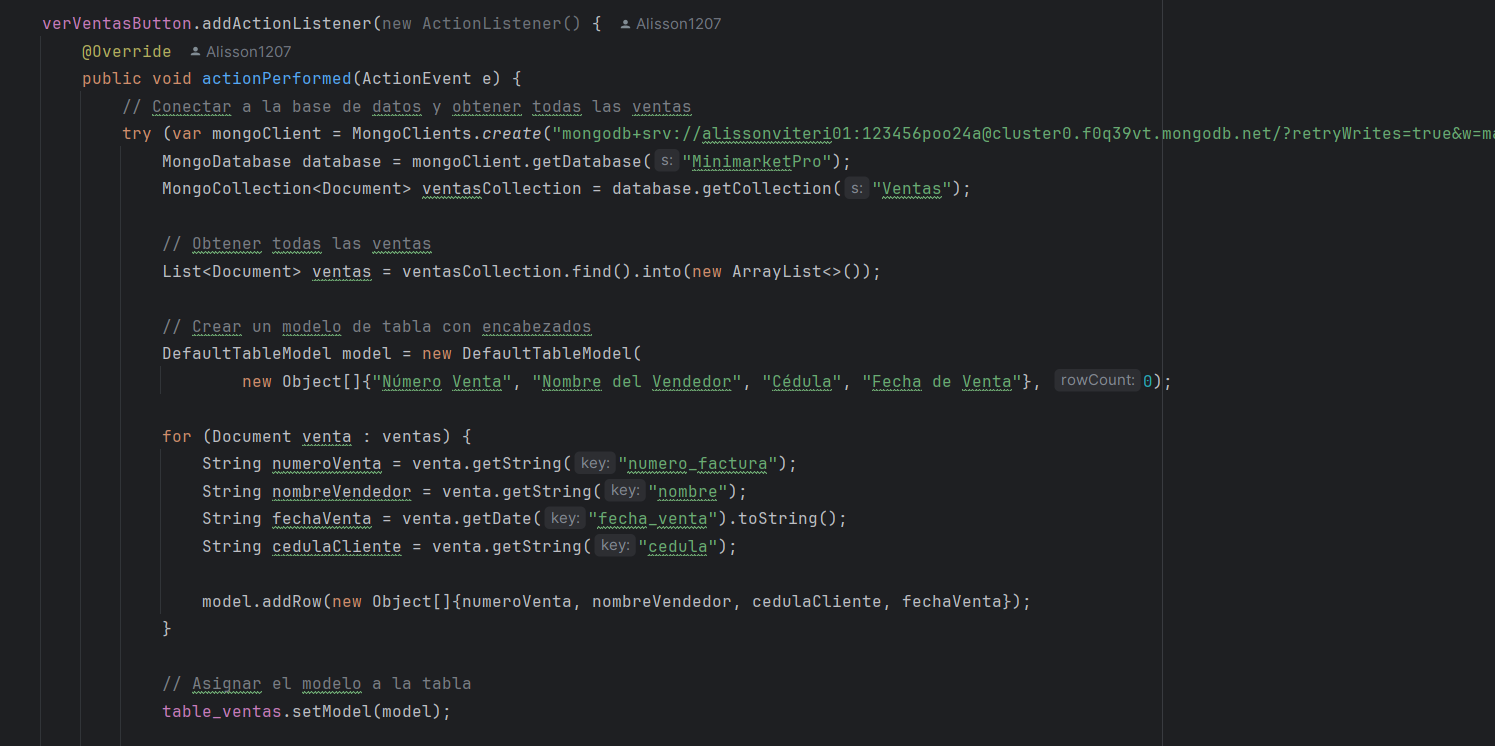 verVentasButton.addActionListener(new ActionListener() { Alisson1207
@Override Alisson1207
public void actionPerformed(ActionEvent e) {
// Conectar a la base de datos y obtener todas las ventas
try (var mongoClient = MongoClients.create("mongodb+srv://alissonviteri01:123456poo24a@cluster0.f0q39vt.mongodb.net/?retryWrites=true&w=ma
MongoDatabase database = mongoClient.getDatabase( s: "MinimarketPro");
MongoCollection<Document> ventasCollection = database.getCollection( s: "Ventas");
// Obtener todas las ventas
List<Document> ventas = ventasCollection.find().into(new ArrayList<>());
// Crear un modelo de tabla con encabezados
DefaultTableModel model = new DefaultTableModel(
new Object[]{"Número Venta", "Nombre del Vendedor", "Cédula", "Fecha de Venta"}, rowCount: 0);
for (Document venta : ventas) {
String numeroVenta = venta.getString( key: "numero_factura");
String nombreVendedor = venta.getString( key: "nombre");
String fechaVenta = venta.getDate( key: "fecha_venta").toString();
String cedulaCliente = venta.getString( key: "cedula");
model.addRow(new Object[]{numeroVenta, nombreVendedor, cedulaCliente, fechaVenta});
}
// Asignar el modelo a la tabla
table_ventas.setModel(model);